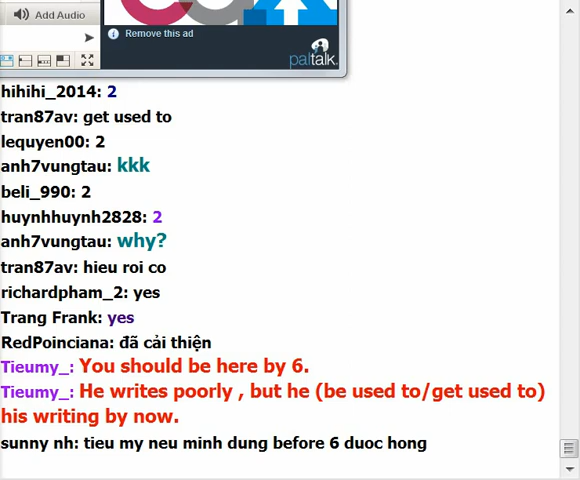 Add Audio
Remove this ad
paltalk
hihihi_2014: 2
tran87av: get used to
lequyen00: 2
anh7vungtau: kkk
beli_990: 2
huynhhuynh2828: 2
anh7vungtau: why?
tran87av: hieu roi co
richardpham_2: yes
Trang Frank: yes
RedPoinciana: đã cải thiện
Tieumy_: You should be here by 6.
Tieumy_: He writes poorly , but he (be used to/get used to)
his writing by now.
sunny nh: tieu my neu minh dung before 6 duoc hong